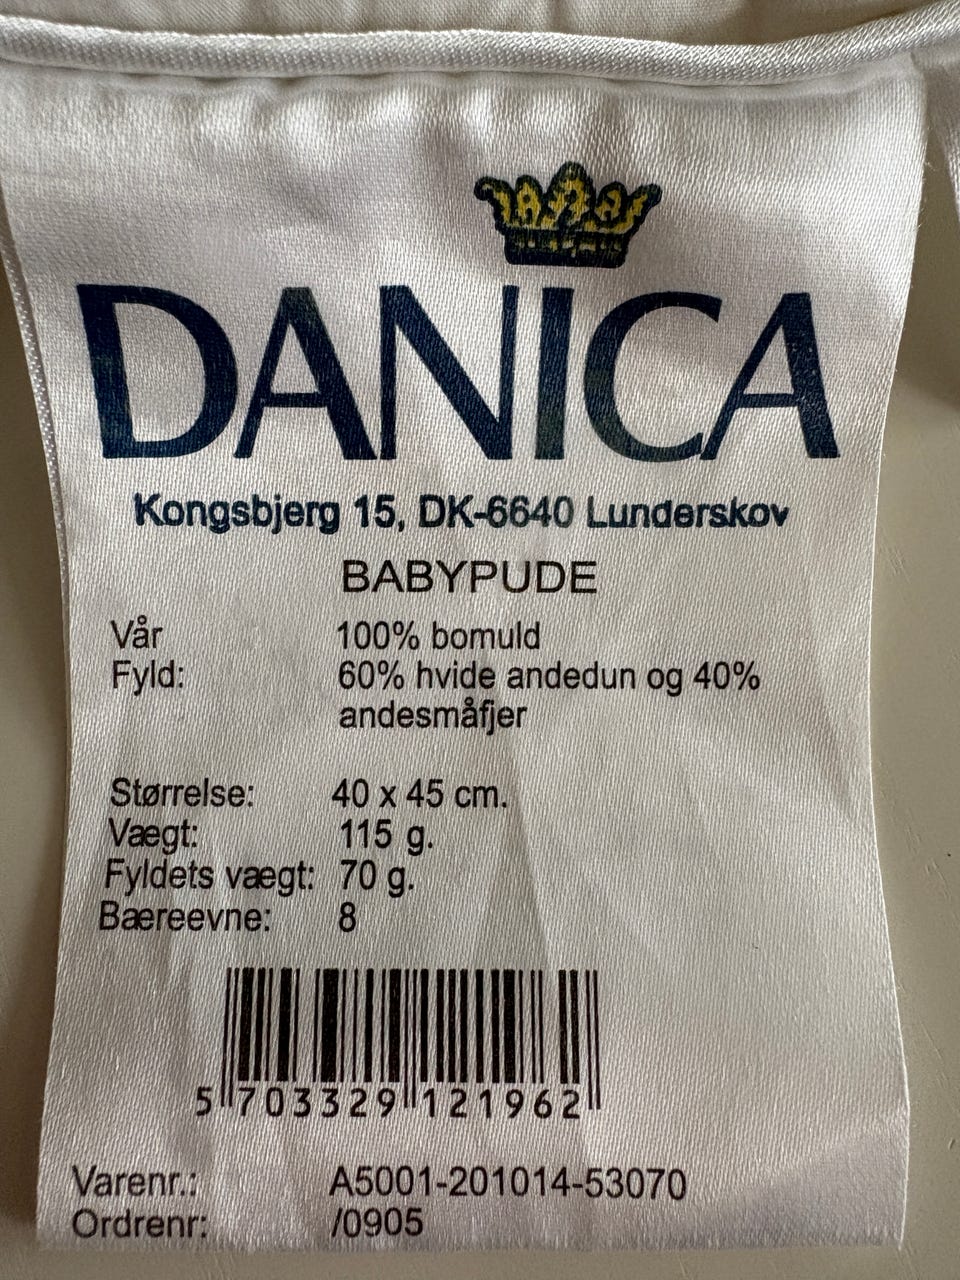 DANICA
Kongsbjerg 15, DK-6640 Lunderskov
BABYPUDE
Vår 100% bomuld
Fyld: 60% hvide andedun og 40%
andesmåfjer
Størrelse: 40 x 45 cm.
Vægt: 115 g.
Fyldets vægt: 70 g.
Bæreevne: 8
5 703329 121962
Varenr.: A5001-201014-53070
Ordrenr: /0905